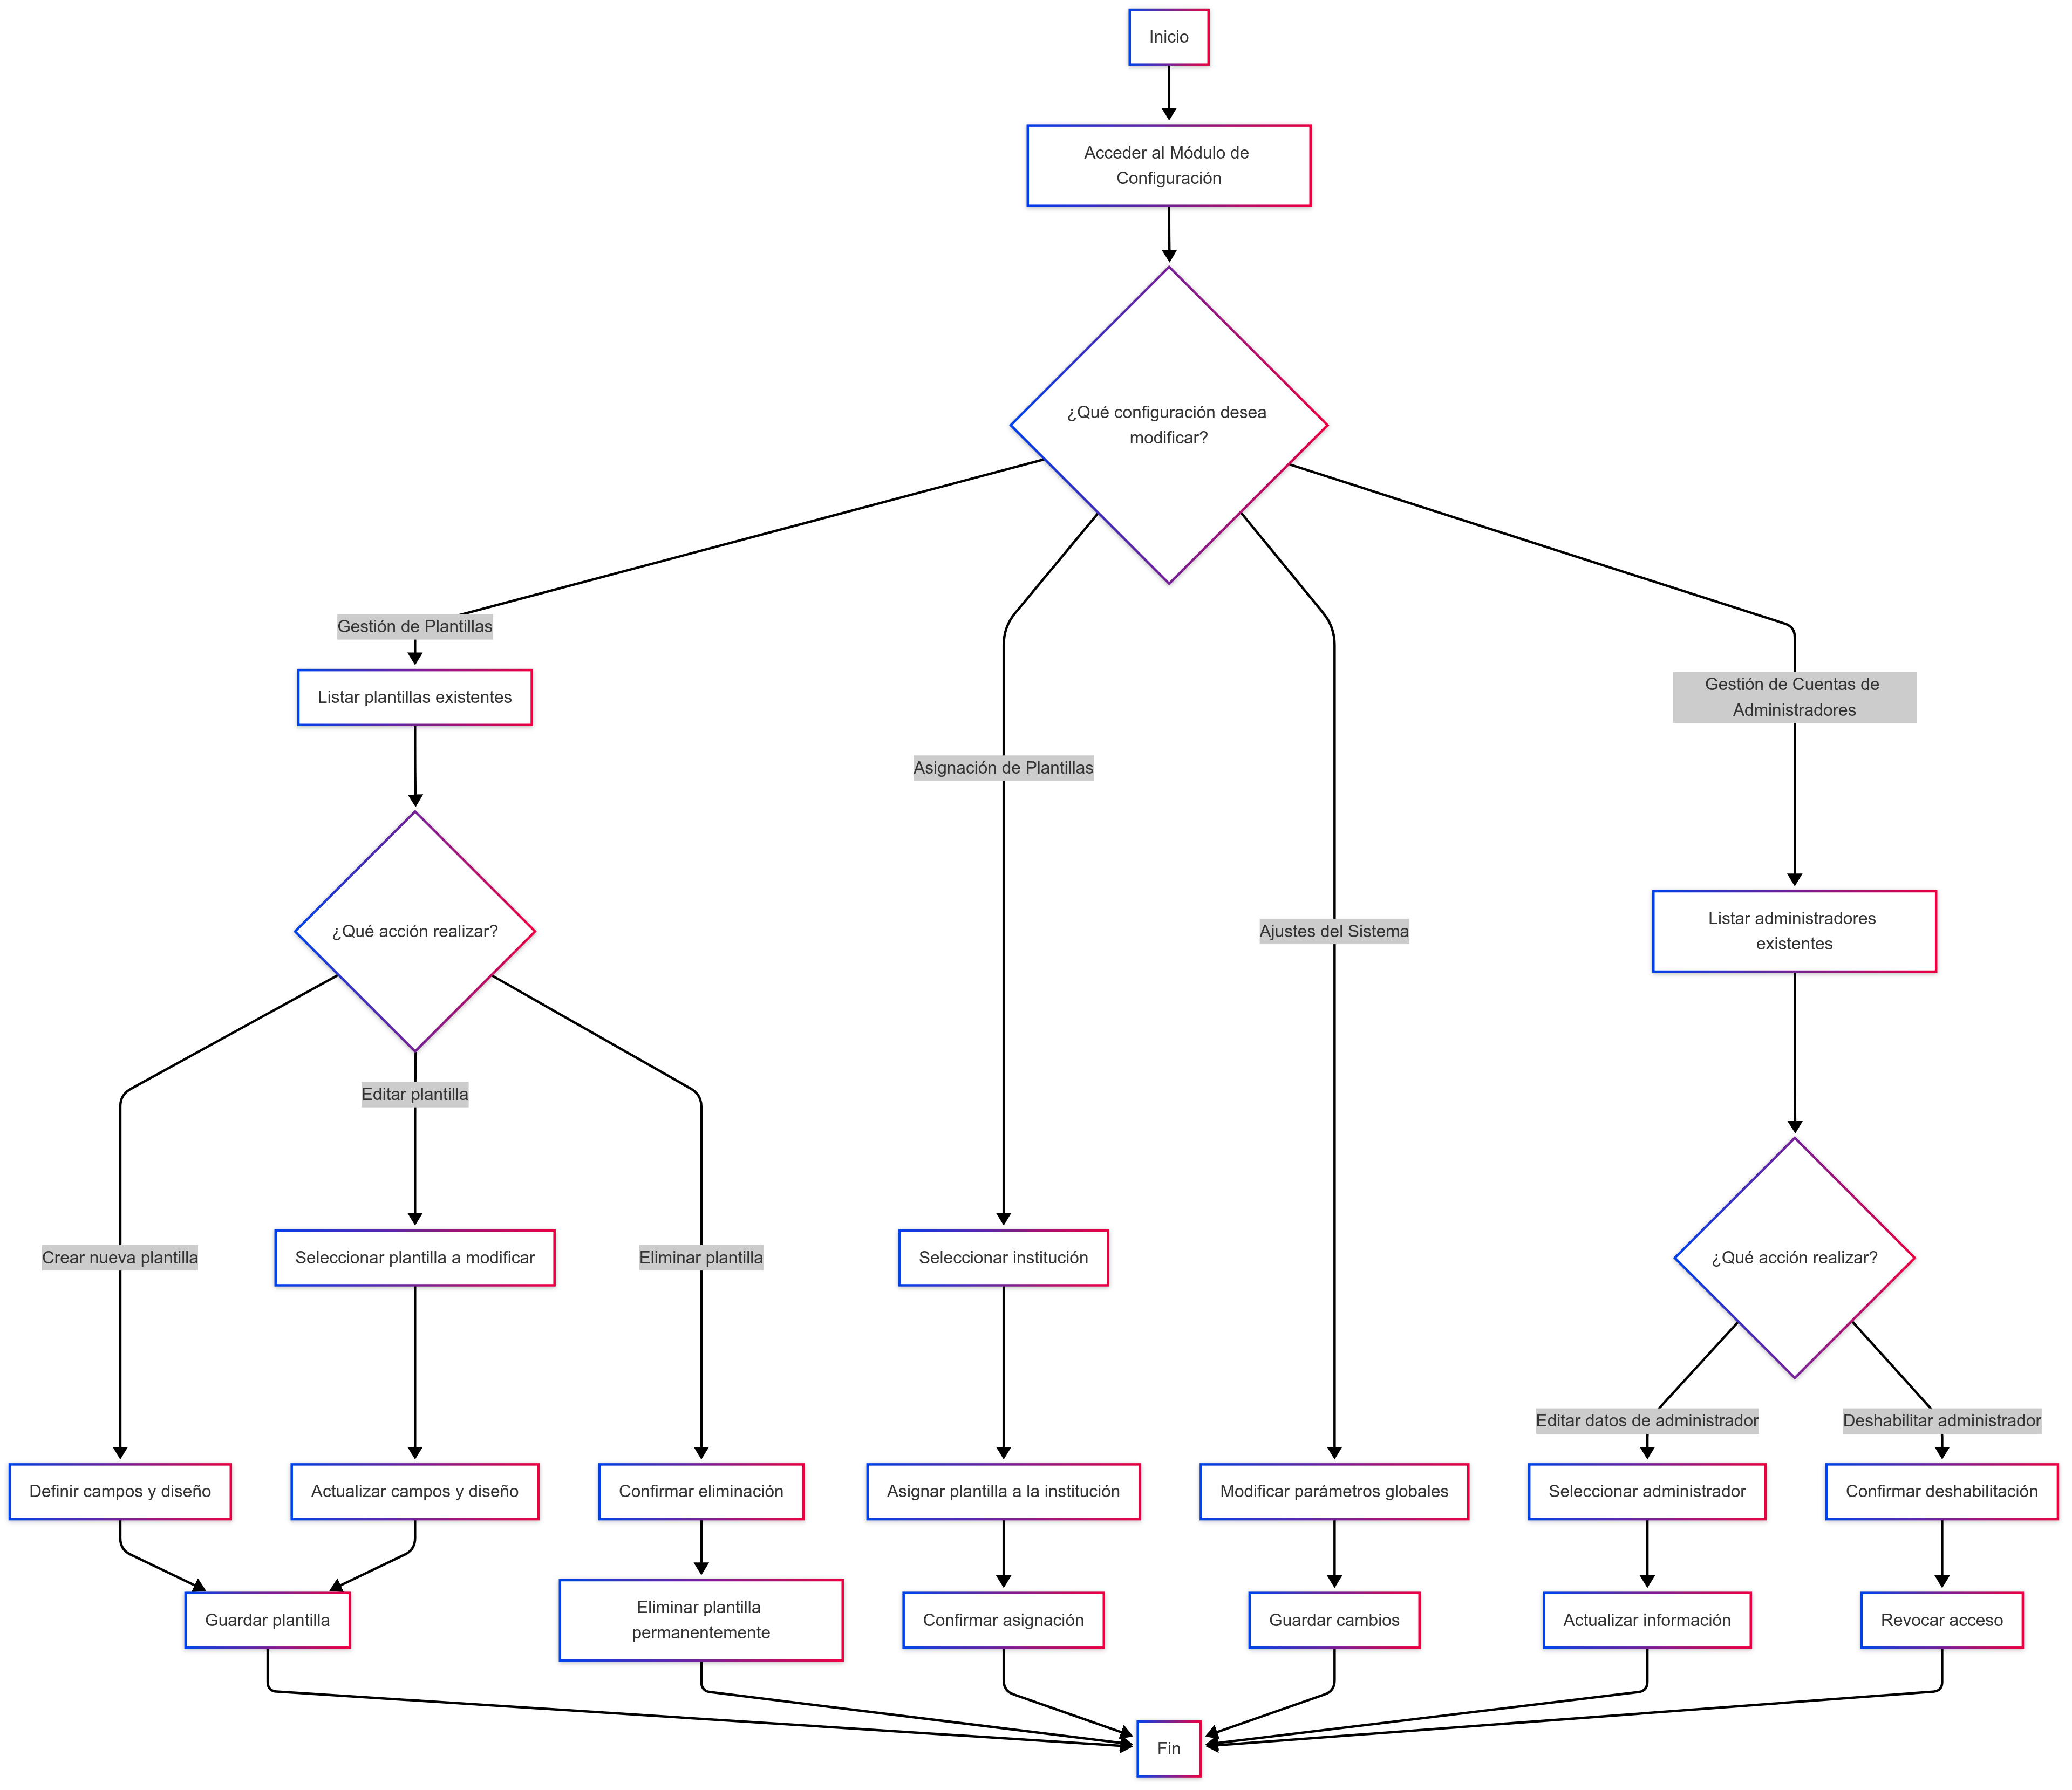 Inicio
Acceder al Módulo de
Configuración
¿Qué configuración desea
modificar?
Gestión de Plantillas
Gestión de Cuentas de
Administradores
Listar plantillas existentes
Asignación de Plantillas
¿Qué acción realizar?
Ajustes del Sistema
Listar administradores
existentes
Editar plantilla
Crear nueva plantilla
Seleccionar plantilla a modificar
Eliminar plantilla
Seleccionar institución
¿Qué acción realizar?
Editar datos de administrador
Deshabilitar administrador
Definir campos y diseño
Actualizar campos y diseño
Confirmar eliminación
Asignar plantilla a la institución
Modificar parámetros globales
Seleccionar administrador
Confirmar deshabilitación
Guardar plantilla
Eliminar plantilla
permanentemente
Confirmar asignación
Guardar cambios
Actualizar información
Revocar acceso
Fin